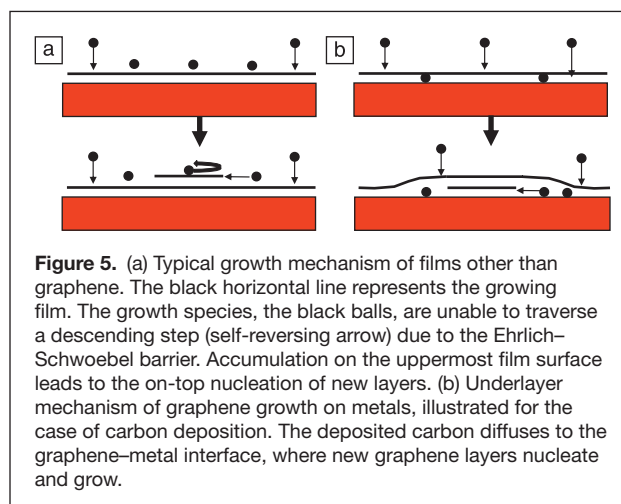 a
b
Figure 5. (a) Typical growth mechanism of films other than
graphene. The black horizontal line represents the growing
film. The growth species, the black balls, are unable to traverse
a descending step (self-reversing arrow) due to the Ehrlich–
Schwoebel barrier. Accumulation on the uppermost film surface
leads to the on-top nucleation of new layers. (b) Underlayer
mechanism of graphene growth on metals, illustrated for the
case of carbon deposition. The deposited carbon diffuses to the
graphene–metal interface, where new graphene layers nucleate
and grow.